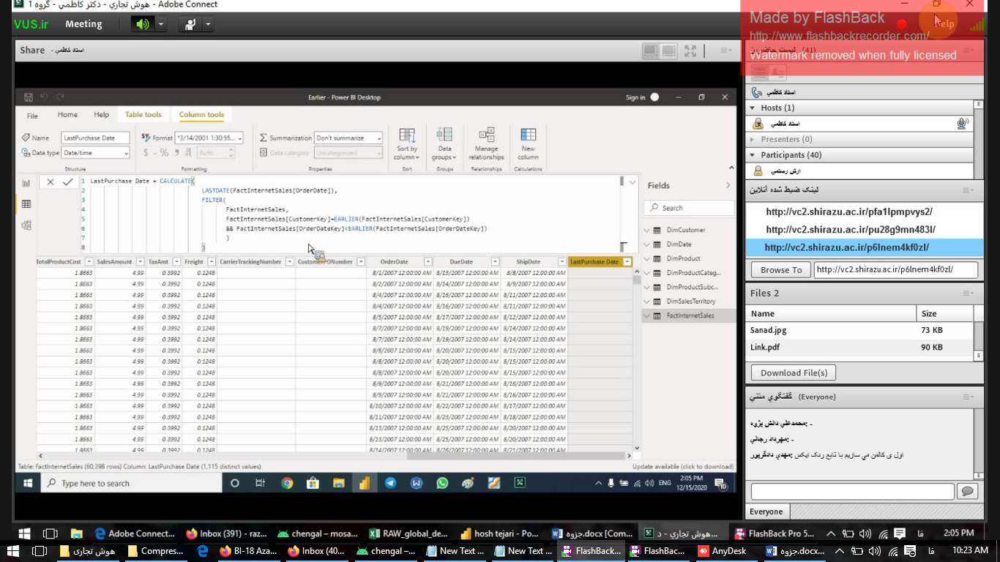 هوش تجاري - دکتر کاظمي - گروه 1 - Adobe Connect
VUS.ir Meeting Help
Made by FlashBack
http://www.flashbackrecorder.com/
Watermark removed when fully licensed
Share - استاد کاظمي
ليست حاضرين (41)
استاد کاظمي
Hosts (1)
استاد کاظمي
Presenters (0)
Participants (40)
ارش رستمي
لينک ضبط شده آنلاين
http://vc2.shirazu.ac.ir/pfa1lpmpvys2/
http://vc2.shirazu.ac.ir/pu28g9mn483l/
http://vc2.shirazu.ac.ir/p6lnem4kf0zl/
Browse To http://vc2.shirazu.ac.ir/p6lnem4kf0zl/
Files 2
Name Size
Sanad.jpg 73 KB
Link.pdf 90 KB
Download File(s)
گفتگوي متني (Everyone)
محمدعلي دانش پژوه: -
مهرداد رجائي: -
مهدي دادگرپور: اول ی کالمن مي سازيم با تابع ردک ايکس
Everyone
Earlier - Power BI Desktop Sign in
File Home Help Table tools Column tools
Name LastPurchase Date
Data type Date/time
Structure
Format *3/14/2001 1:30:55...
$ % Auto
Formatting
Summarization Don't summarize
Data category Uncategorized
Properties
Sort by column
Sort
Data groups
Groups
Manage relationships
Relationships
New column
Calculations
1 LastPurchase Date = CALCULATE(
2 LASTDATE(FactInternetSales[OrderDate]),
3 FILTER(
4 FactInternetSales,
5 FactInternetSales[CustomerKey]=EARLIER(FactInternetSales[CustomerKey])
6 && FactInternetSales[OrderDateKey]<EARLIER(FactInternetSales[OrderDateKey])
7 )
8 )
Fields
Search
DimCustomer
DimDate
DimProduct
DimProductCateg...
DimProductSubc...
DimSalesTerritory
FactInternetSales
TotalProductCost SalesAmount TaxAmt Freight CarrierTrackingNumber CustomerPONumber OrderDate DueDate ShipDate LastPurchase Date
1.8663 4.99 0.3992 0.1248 8/1/2007 12:00:00 AM 8/13/2007 12:00:00 AM 8/8/2007 12:00:00 AM
1.8663 4.99 0.3992 0.1248 8/2/2007 12:00:00 AM 8/14/2007 12:00:00 AM 8/9/2007 12:00:00 AM
1.8663 4.99 0.3992 0.1248 8/4/2007 12:00:00 AM 8/16/2007 12:00:00 AM 8/11/2007 12:00:00 AM
1.8663 4.99 0.3992 0.1248 8/4/2007 12:00:00 AM 8/16/2007 12:00:00 AM 8/11/2007 12:00:00 AM
1.8663 4.99 0.3992 0.1248 8/5/2007 12:00:00 AM 8/17/2007 12:00:00 AM 8/12/2007 12:00:00 AM
1.8663 4.99 0.3992 0.1248 8/7/2007 12:00:00 AM 8/19/2007 12:00:00 AM 8/14/2007 12:00:00 AM
1.8663 4.99 0.3992 0.1248 8/7/2007 12:00:00 AM 8/19/2007 12:00:00 AM 8/14/2007 12:00:00 AM
1.8663 4.99 0.3992 0.1248 8/8/2007 12:00:00 AM 8/20/2007 12:00:00 AM 8/15/2007 12:00:00 AM
1.8663 4.99 0.3992 0.1248 8/8/2007 12:00:00 AM 8/20/2007 12:00:00 AM 8/15/2007 12:00:00 AM
1.8663 4.99 0.3992 0.1248 8/8/2007 12:00:00 AM 8/20/2007 12:00:00 AM 8/15/2007 12:00:00 AM
1.8663 4.99 0.3992 0.1248 8/9/2007 12:00:00 AM 8/21/2007 12:00:00 AM 8/16/2007 12:00:00 AM
1.8663 4.99 0.3992 0.1248 8/9/2007 12:00:00 AM 8/21/2007 12:00:00 AM 8/16/2007 12:00:00 AM
1.8663 4.99 0.3992 0.1248 8/10/2007 12:00:00 AM 8/22/2007 12:00:00 AM 8/17/2007 12:00:00 AM
1.8663 4.99 0.3992 0.1248 8/11/2007 12:00:00 AM 8/23/2007 12:00:00 AM 8/18/2007 12:00:00 AM
1.8663 4.99 0.3992 0.1248 8/13/2007 12:00:00 AM 8/25/2007 12:00:00 AM 8/20/2007 12:00:00 AM
1.8663 4.99 0.3992 0.1248 8/13/2007 12:00:00 AM 8/25/2007 12:00:00 AM 8/20/2007 12:00:00 AM
1.8663 4.99 0.3992 0.1248 8/14/2007 12:00:00 AM 8/26/2007 12:00:00 AM 8/21/2007 12:00:00 AM
Table: FactInternetSales (60,398 rows) Column: LastPurchase Date (1,115 distinct values) Update available (click to download)
Type here to search ENG 2:05 PM
12/15/2020 10
Adobe Connect... Inbox (391) - raz... chengal – mosa... RAW_global_de... hosh tejari - Po... جزوه.docx [Com... هوش تجاري - د... FlashBack Pro 5... فا 2:05 PM
هوش تجاری Compres... BI-18 Aza... Inbox (40... chengal –... New Text ... New Text ... FlashBack... FlashBac... AnyDesk جزوه.docx... فا 10:23 AM